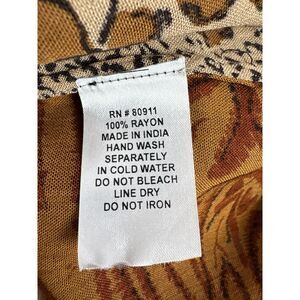 RN # 80911
100% RAYON
MADE IN INDIA
HAND WASH
SEPARATELY
IN COLD WATER
DO NOT BLEACH
LINE DRY
DO NOT IRON